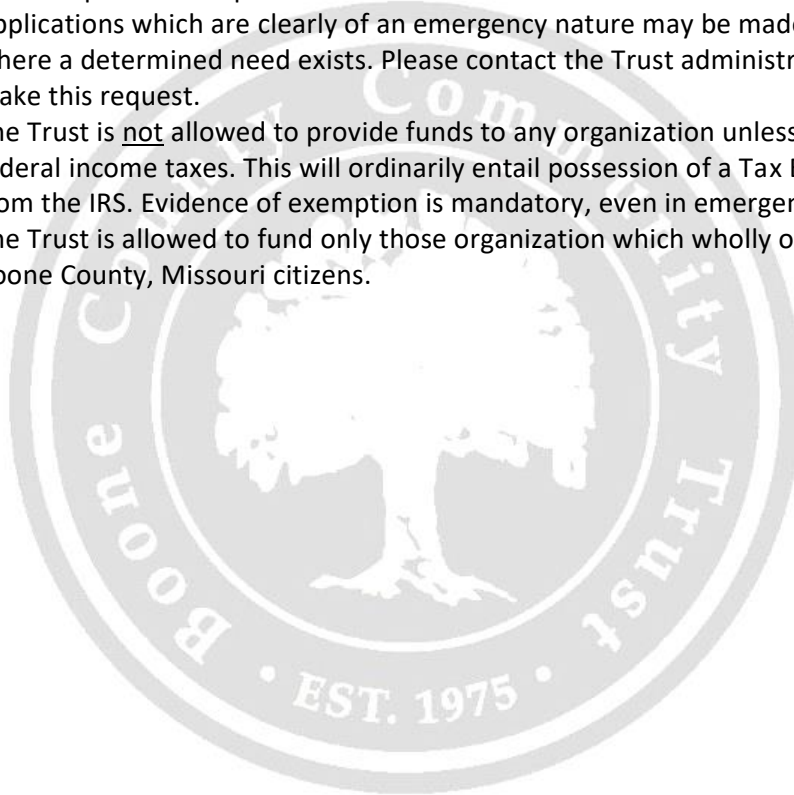 pplications which are clearly of an emergency nature may be made
here a determined need exists. Please contact the Trust administr
ake this request.
he Trust is not allowed to provide funds to any organization unless
deral income taxes. This will ordinarily entail possession of a Tax
om the IRS. Evidence of exemption is mandatory, even in emergen
he Trust is allowed to fund only those organization which wholly o
oone County, Missouri citizens.
Boone County Community Trust
• EST. 1975 •